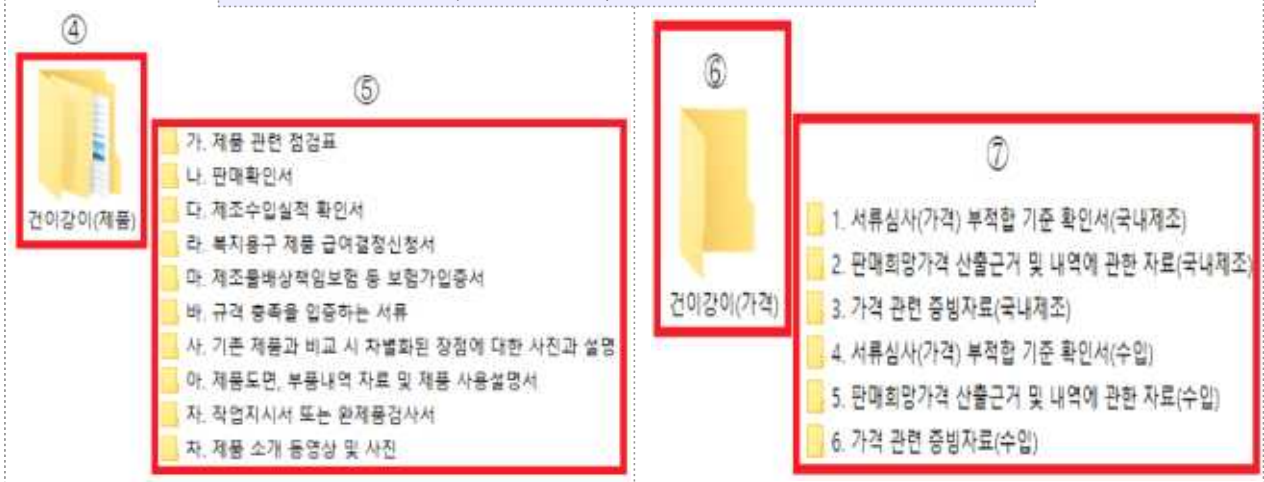 ④
건이강이(제품)
⑤
가. 제품 관련 점검표
나. 판매확인서
다. 제조수입실적 확인서
라. 복지용구 제품 급여결정신청서
마. 제조물배상책임보험 등 보험가입증서
바. 규격 충족을 입증하는 서류
사. 기존 제품과 비교 시 차별화된 장점에 대한 사진과 설명
아. 제품도면, 부품내역 자료 및 제품 사용설명서
자. 작업지시서 또는 완제품검사서
차. 제품 소개 동영상 및 사진
⑥
건이강이(가격)
⑦
1. 서류심사(가격) 부적합 기준 확인서(국내제조)
2. 판매희망가격 산출근거 및 내역에 관한 자료(국내제조)
3. 가격 관련 증빙자료(국내제조)
4. 서류심사(가격) 부적합 기준 확인서(수입)
5. 판매희망가격 산출근거 및 내역에 관한 자료(수입)
6. 가격 관련 증빙자료(수입)